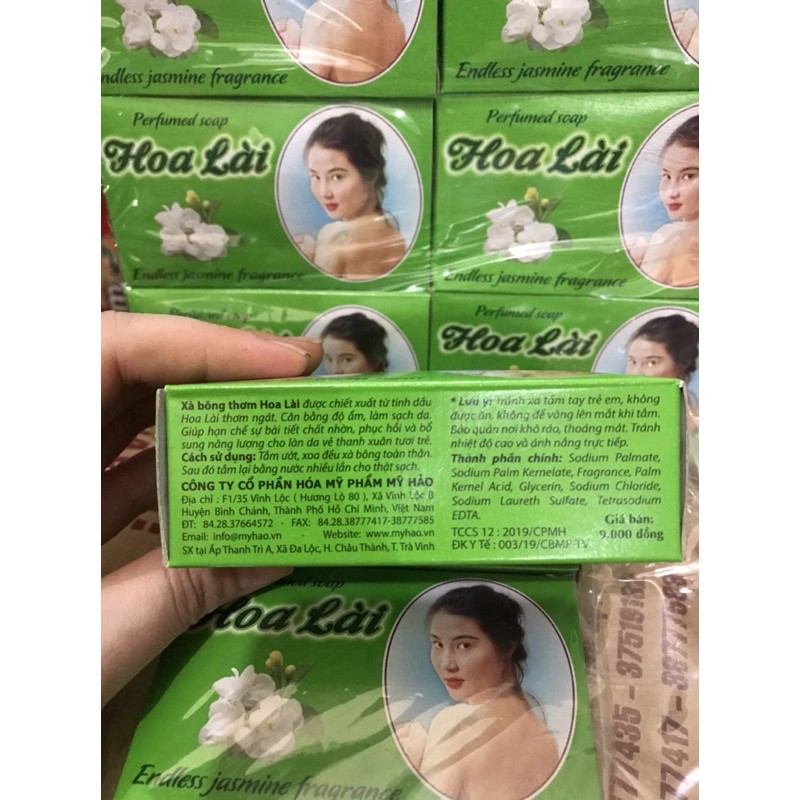 Endless jasmine fragrance
Endless jasmine fragrance
Perfumed soap
Hoa Lài
Endless jasmine fragrance
Perfumed soap
Hoa Lài
Endless jasmine fragrance
Perfumed soap
Hoa Lài
Xà bông thơm Hoa Lài được chiết xuất từ tinh dầu
Hoa Lài thơm ngát. Cân bằng độ ẩm, làm sạch da.
Giúp hạn chế sự bài tiết chất nhờn, phục hồi và bổ
sung năng lượng cho làn da vẻ thanh xuân tươi trẻ.
Cách sử dụng: Tắm ướt, xoa đều xà bông toàn thân.
Sau đó tắm lại bằng nước nhiều lần cho thật sạch.
CÔNG TY CỔ PHẦN HÓA MỸ PHẨM MỸ HẢO
Địa chỉ : F1/35 Vĩnh Lộc ( Hương Lộ 80 ), Xã Vĩnh Lộc B
Huyện Bình Chánh, Thành Phố Hồ Chí Minh, Việt Nam
ĐT: 84.28.37664572 - FAX: 84.28.38777417-38777585
Email: info@myhao.vn - Website: www.myhao.vn
SX tại Ấp Thanh Trì A, Xã Đa Lộc, H. Châu Thành, T. Trà Vinh
* Lưu ý: Tránh xa tầm tay trẻ em, không
được ăn, không để văng lên mắt khi tắm.
Bảo quản nơi khô ráo, thoáng mát. Tránh
nhiệt độ cao và ánh nắng trực tiếp.
Thành phần chính: Sodium Palmate,
Sodium Palm Kernelate, Fragrance, Palm
Kernel Acid, Glycerin, Sodium Chloride,
Sodium Laureth Sulfate, Tetrasodium
EDTA.
Giá bán:
9.000 đồng
TCCS 12 : 2019/CPMH
ĐK Y Tế : 003/19/CBMP-TV
Perfumed soap
Hoa Lài
Endless jasmine fragrance